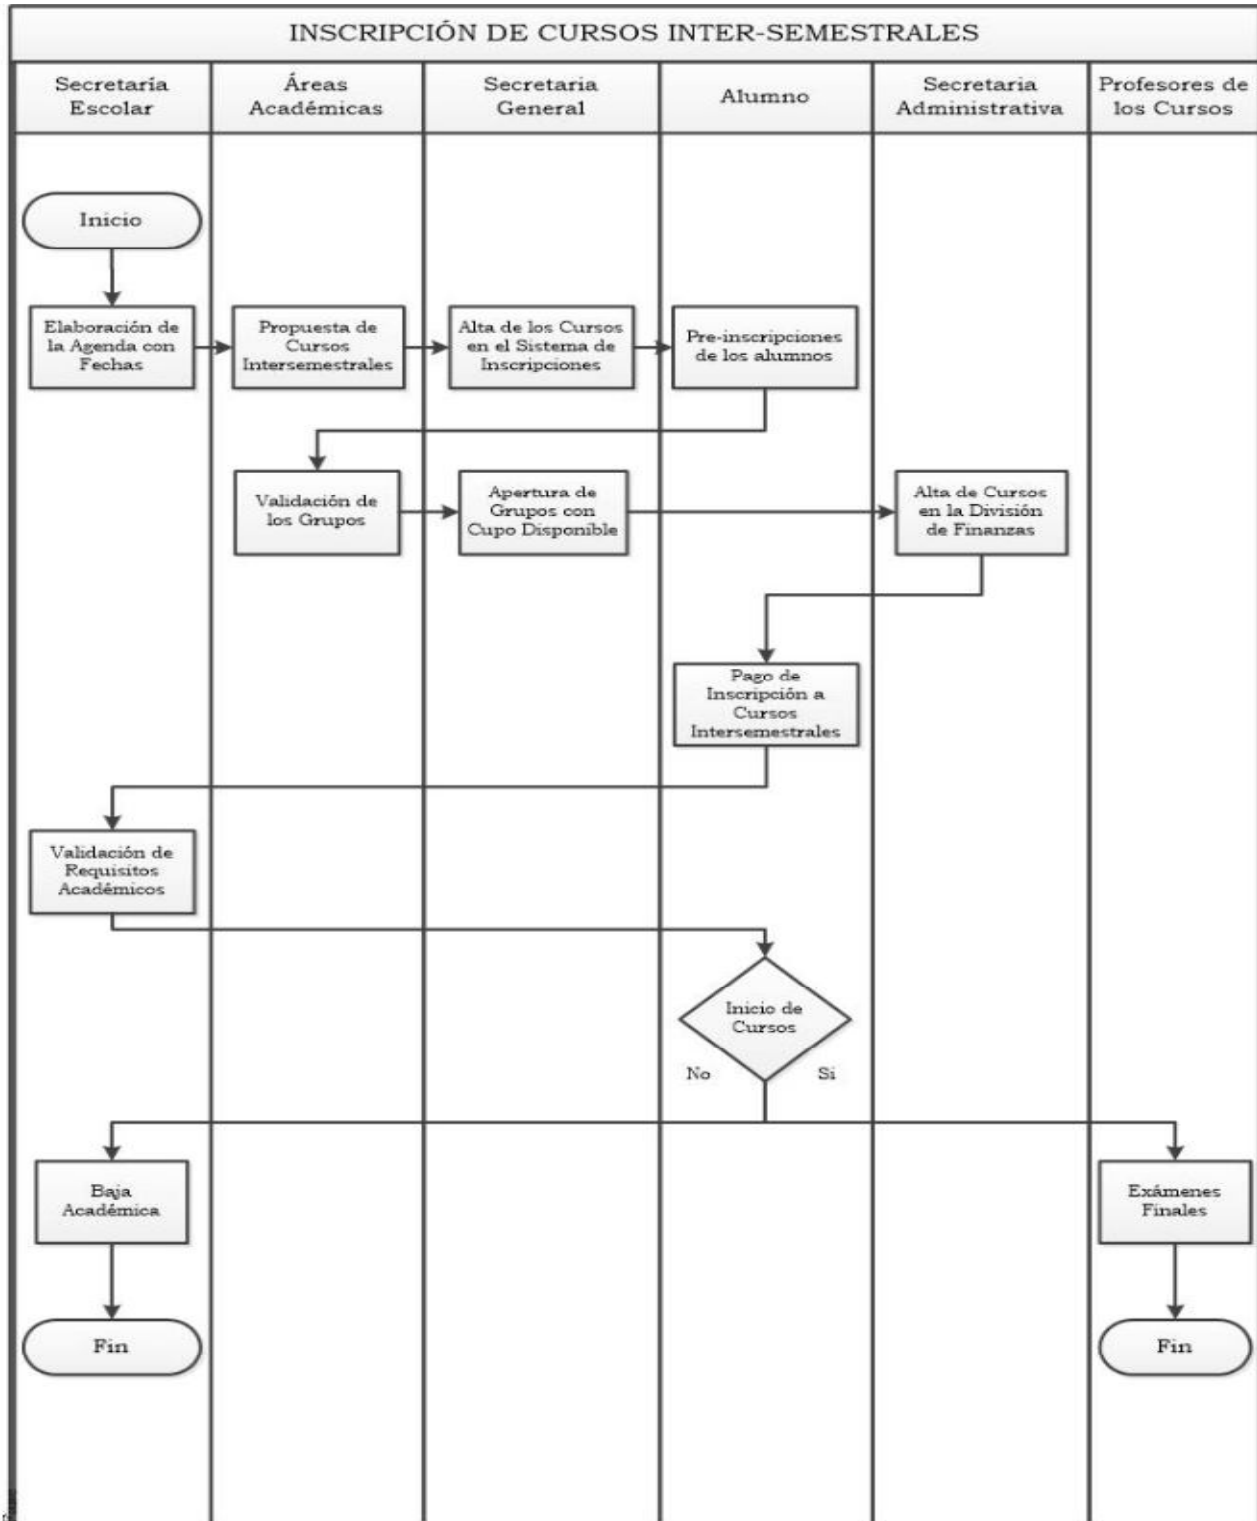 INSCRIPCIÓN DE CURSOS INTER-SEMESTRALES
Secretaría
Escolar
Áreas
Académicas
Secretaria
General
Alumno
Secretaria
Administrativa
Profesores de
los Cursos
Inicio
Elaboración de
la Agenda con
Fechas
Propuesta de
Cursos
Intersemestrales
Alta de los Cursos
en el Sistema de
Inscripciones
Pre-inscripciones
de los alumnos
Validación de
los Grupos
Apertura de
Grupos con
Cupo Disponible
Alta de Cursos
en la División
de Finanzas
Pago de
Inscripción a
Cursos
Intersemestrales
Validación de
Requisitos
Académicos
Inicio de
Cursos
No
Si
Baja
Académica
Exámenes
Finales
Fin
Fin